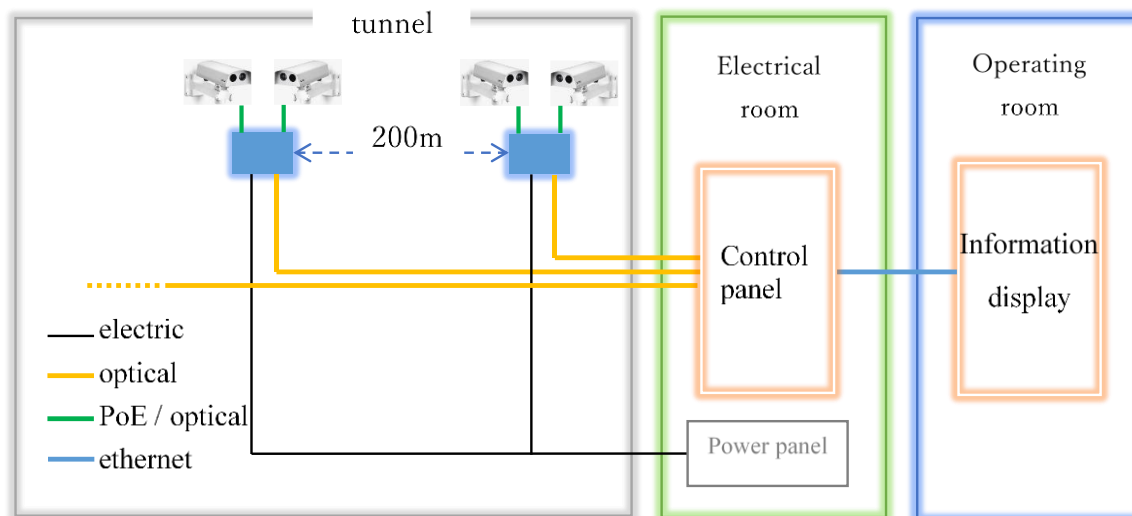 tunnel
200m
electric
optical
PoE / optical
ethernet
Electrical
room
Control
panel
Power panel
Operating
room
Information
display